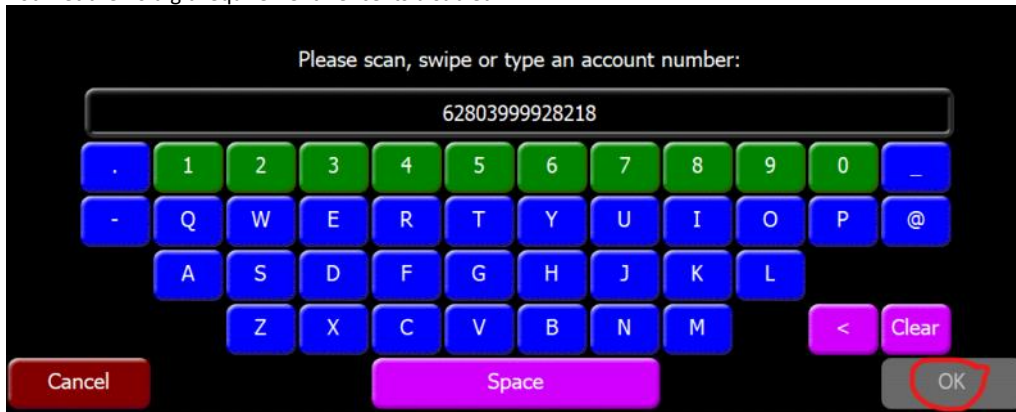 Please scan, swipe or type an account number:
62803999928218
. 1 2 3 4 5 6 7 8 9 0 _
- Q W E R T Y U I O P @
A S D F G H J K L
Z X C V B N M < Clear
Cancel Space OK